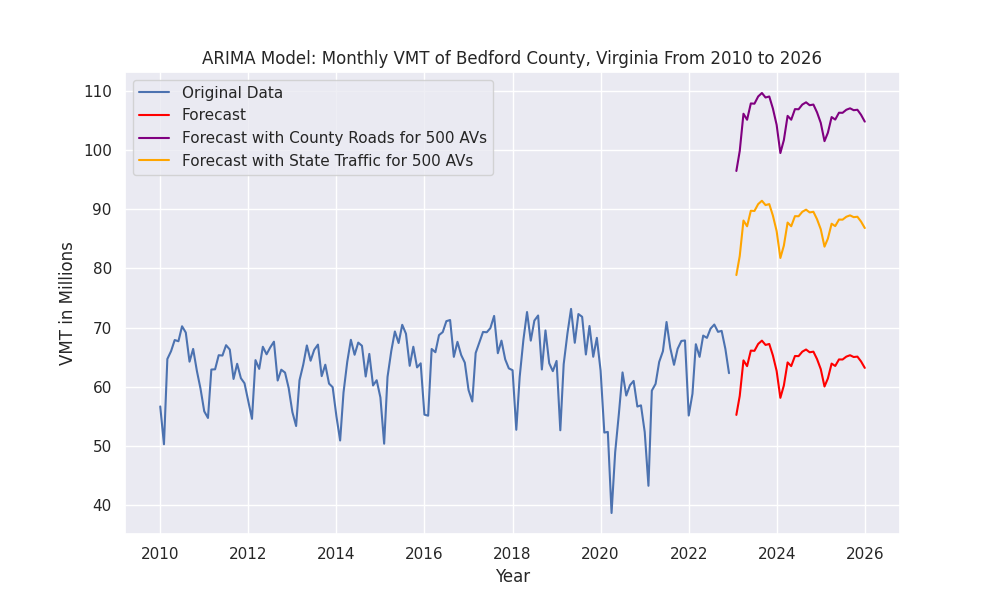 ARIMA Model: Monthly VMT of Bedford County, Virginia From 2010 to 2026
Original Data
Forecast
Forecast with County Roads for 500 AVs
Forecast with State Traffic for 500 AVs
VMT in Millions
110
100
90
80
70
60
50
40
2010 2012 2014 2016 2018 2020 2022 2024 2026
Year